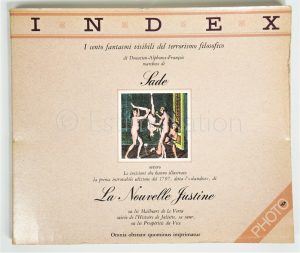 INDEX
I cento fantasmi visibili del terrorismo filosofico
di Donatien-Alphonse-François
marchese di
Sade
ovvero
Le incisioni che hanno illustrato
la prima introvabile edizione del 1797, detta l'«olandese», di
La Nouvelle Justine
ou les Malheurs de la Vertu
suivie de l'Histoire de Juliette, sa sœur,
ou les Prospérités du Vice
Omnia obstant quominus imprimatur
PHOTO